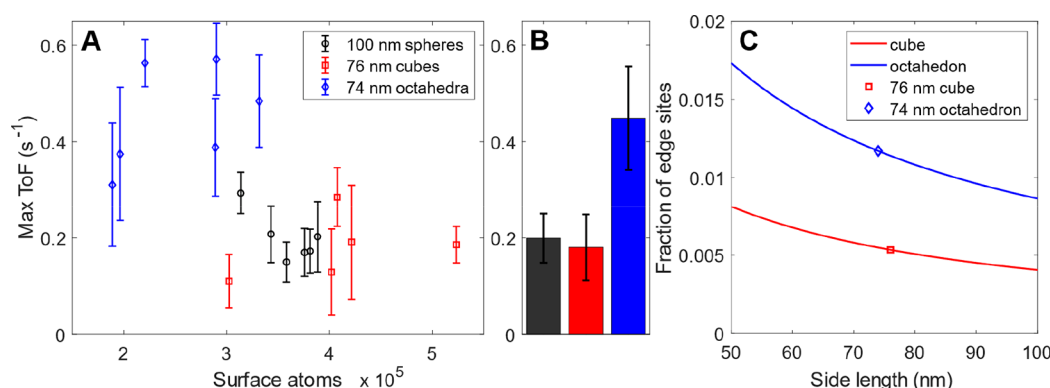 A
100 nm spheres
76 nm cubes
74 nm octahedra
Max ToF (s⁻¹)
0.6
0.4
0.2
0
2
3
4
5
Surface atoms x 10⁵
B
0.6
0.4
0.2
0
C
cube
octahedon
76 nm cube
74 nm octahedron
Fraction of edge sites
0.02
0.015
0.01
0.005
0
50
60
70
80
90
100
Side length (nm)